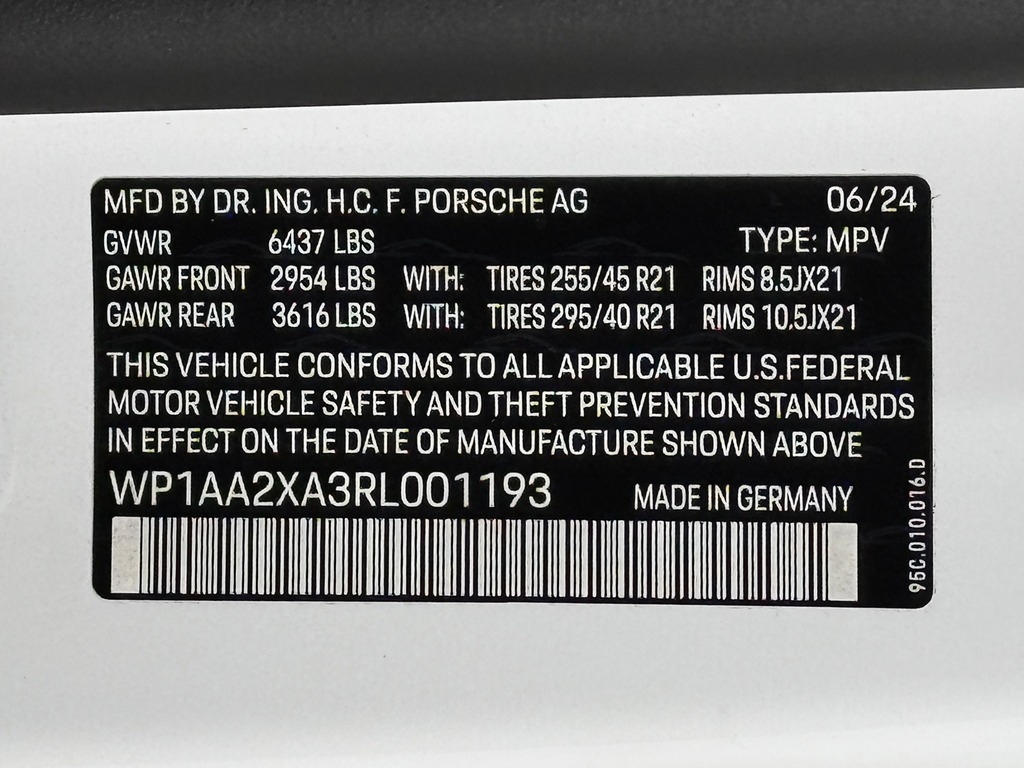 MFD BY DR. ING. H.C. F. PORSCHE AG 06/24
GVWR 6437 LBS TYPE: MPV
GAWR FRONT 2954 LBS WITH: TIRES 255/45 R21 RIMS 8.5JX21
GAWR REAR 3616 LBS WITH: TIRES 295/40 R21 RIMS 10.5JX21
THIS VEHICLE CONFORMS TO ALL APPLICABLE U.S.FEDERAL
MOTOR VEHICLE SAFETY AND THEFT PREVENTION STANDARDS
IN EFFECT ON THE DATE OF MANUFACTURE SHOWN ABOVE
WP1AA2XA3RL001193 MADE IN GERMANY
95C.010.016.D